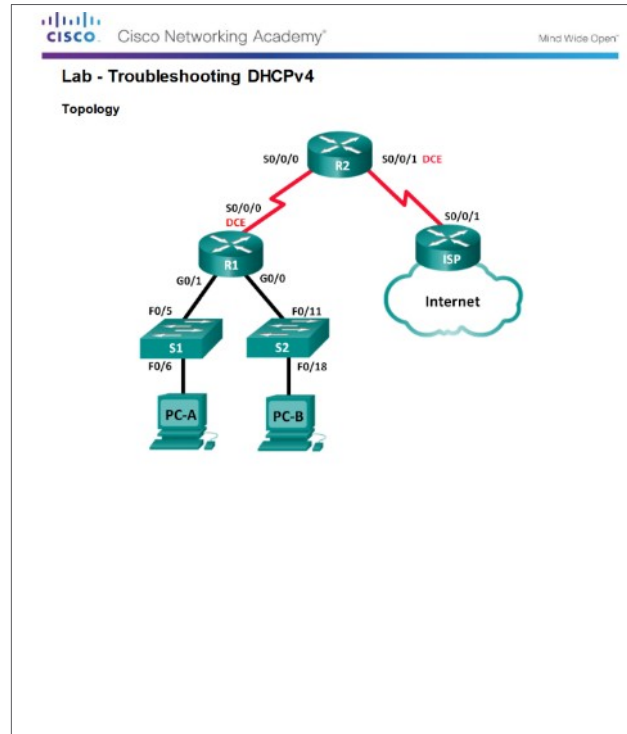 CISCO. Cisco Networking Academy® Mind Wide Open™
Lab - Troubleshooting DHCPv4
Topology
S0/0/0 S0/0/1 DCE
R2
S0/0/0
DCE
S0/0/1
R1
ISP
G0/1 G0/0
Internet
F0/5 F0/11
S1 S2
F0/6 F0/18
PC-A PC-B